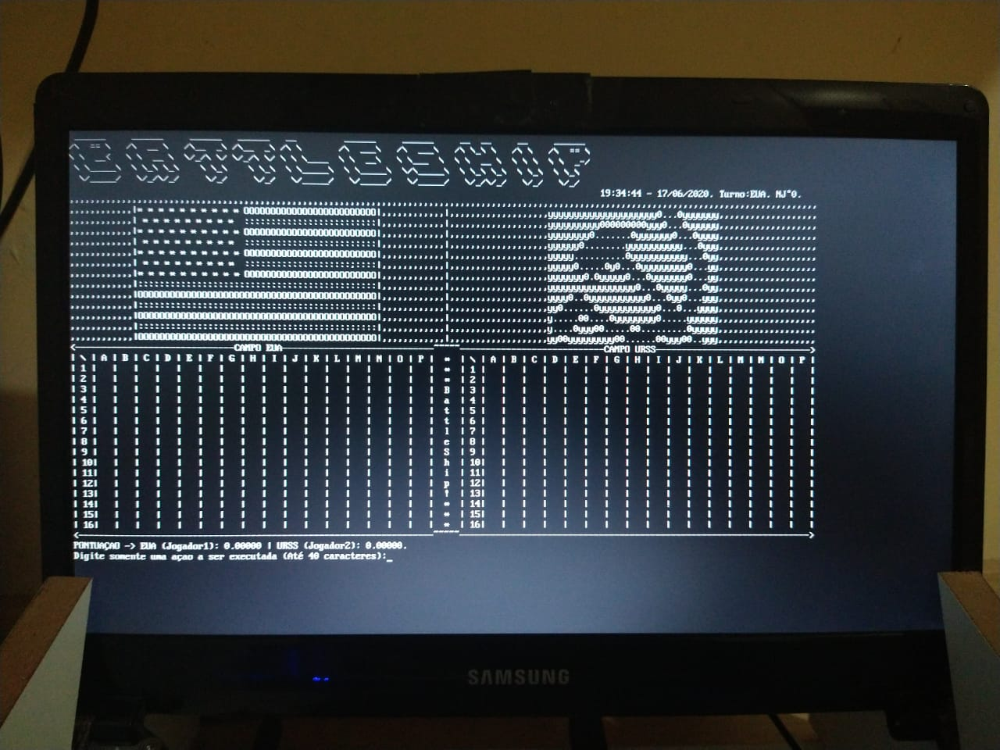 BATTLESHIP
19:34:44 - 17/06/2020. Turno:EUA. NJ°0.
CAMPO EUA CAMPO URSS
| \ | A | B | C | D | E | F | G | H | I | J | K | L | M | N | O | P | * | \ | A | B | C | D | E | F | G | H | I | J | K | L | M | N | O | P |
| 1 | * | 1 |
| 2 | * | 2 |
| 3 | B | 3 |
| 4 | a | 4 |
| 5 | t | 5 |
| 6 | t | 6 |
| 7 | l | 7 |
| 8 | e | 8 |
| 9 | S | 9 |
| 10 | h | 10 |
| 11 | i | 11 |
| 12 | p | 12 |
| 13 | ! | 13 |
| 14 | * | 14 |
| 15 | * | 15 |
| 16 | * | 16 |
PONTUAÇAO -> EUA (Jogador1): 0.00000 | URSS (Jogador2): 0.00000.
Digite somente uma açao a ser executada (Até 40 caracteres):_
SAMSUNG